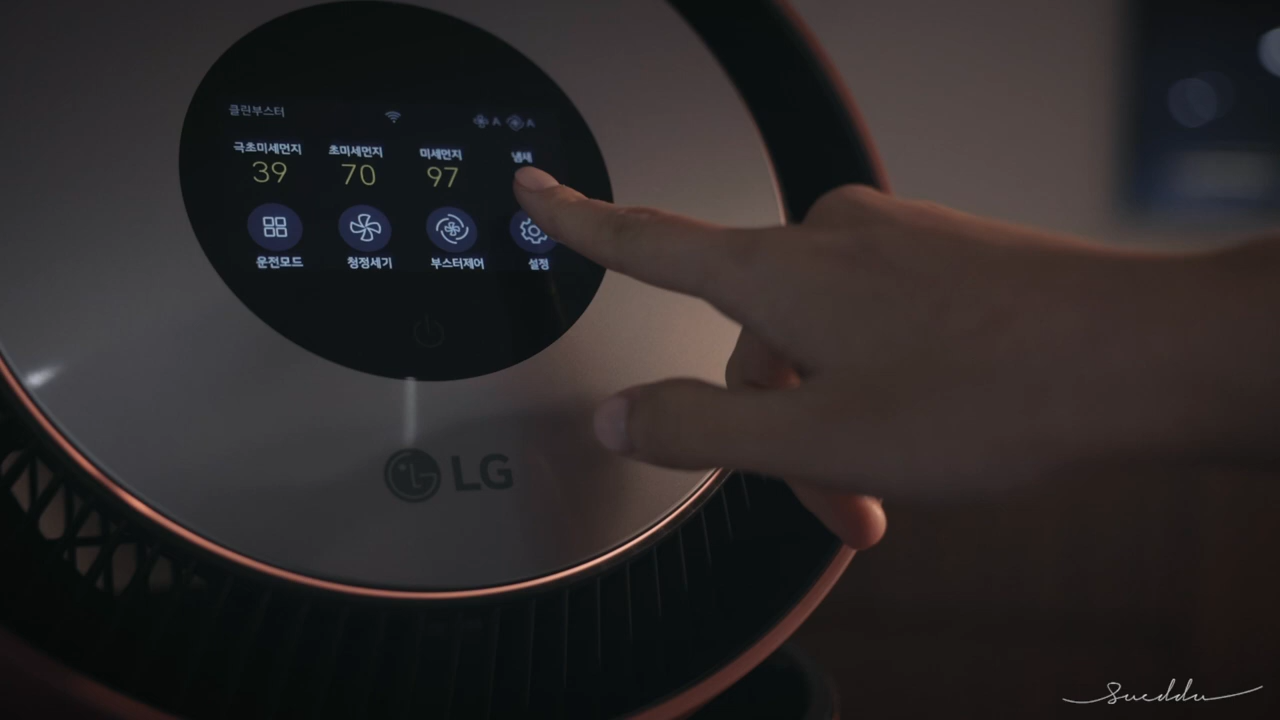 클린부스터 A A
극초미세먼지 초미세먼지 미세먼지 냄새
39 70 97
운전모드 청정세기 부스터제어 설정
LG
Sueddu